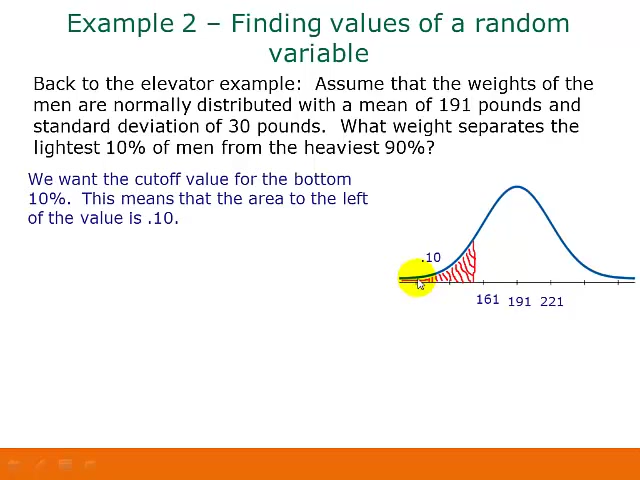 Example 2 – Finding values of a random
variable
Back to the elevator example: Assume that the weights of the
men are normally distributed with a mean of 191 pounds and
standard deviation of 30 pounds. What weight separates the
lightest 10% of men from the heaviest 90%?
We want the cutoff value for the bottom
10%. This means that the area to the left
of the value is .10.
.10
161 191 221